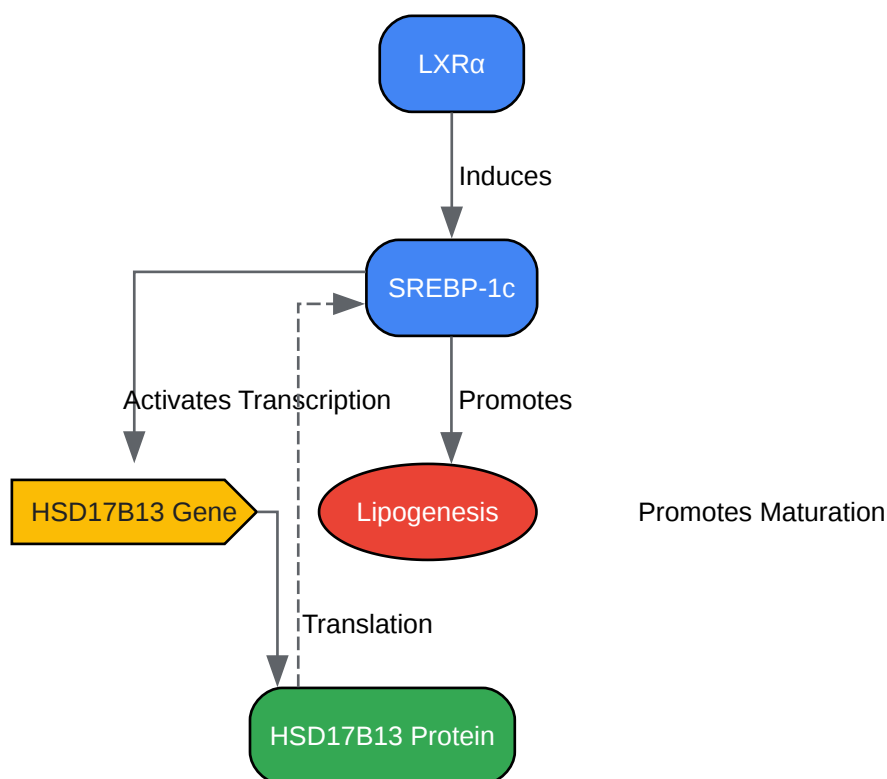 LXRα
Induces
SREBP-1c
Activates Transcription
Promotes
HSD17B13 Gene
Lipogenesis
Promotes Maturation
Translation
HSD17B13 Protein